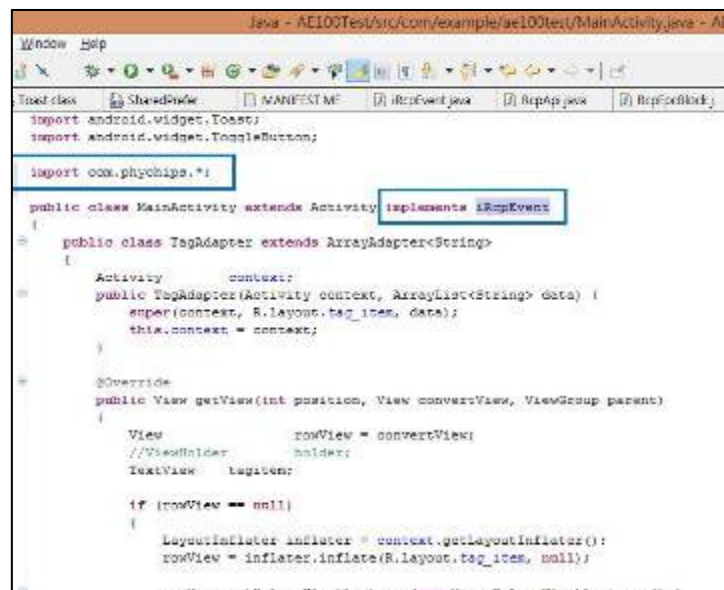 Java - AE100Test/src/com/example/ae100test/MainActivity.java - A
Window Help
Toast class SharedPrefer MANIFEST.MF iRcpEvent.java RcpApi.java
import android.widget.Toast;
import android.widget.ToggleButton;
import com.phychips.*;
public class MainActivity extends Activity implements iRcpEvent
{
public class TagAdapter extends ArrayAdapter<String>
{
Activity context;
public TagAdapter(Activity context, ArrayList<String> data) {
super(context, R.layout.tag_item, data);
this.context = context;
}
@Override
public View getView(int position, View convertView, ViewGroup parent)
{
View rowView = convertView;
//ViewHolder holder;
TextView tagitem;
if (rowView == null)
{
LayoutInflater inflater = context.getLayoutInflater();
rowView = inflater.inflate(R.layout.tag_item, null);